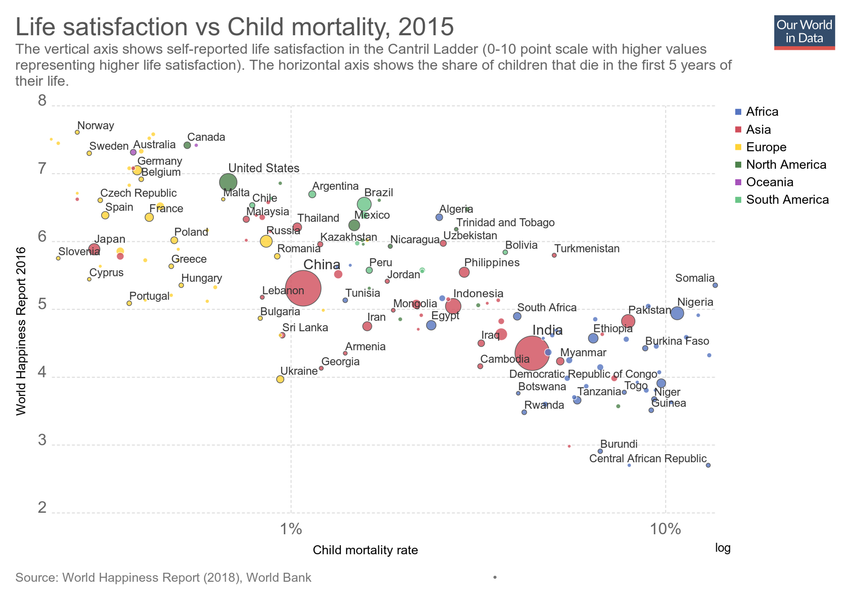 Life satisfaction vs Child mortality, 2015
Our World
in Data
The vertical axis shows self-reported life satisfaction in the Cantril Ladder (0-10 point scale with higher values
representing higher life satisfaction). The horizontal axis shows the share of children that die in the first 5 years of
their life.
8
Africa
Asia
Europe
North America
Oceania
South America
Norway
Canada
Sweden
Australia
Germany
7
United States
Belgium
Argentina
Czech Republic
Malta
Chile
Brazil
Spain
France
Malaysia
Thailand
Mexico
Algeria
Trinidad and Tobago
Poland
Russia
Kazakhstan
Nicaragua
Uzbekistan
6
Japan
Romania
Bolivia
Turkmenistan
Slovenia
Greece
China
Peru
Philippines
Cyprus
Hungary
Jordan
Somalia
Lebanon
Tunisia
Indonesia
Portugal
Mongolia
Nigeria
5
Bulgaria
Iran
Egypt
South Africa
Pakistan
Sri Lanka
Iraq
India
Ethiopia
Armenia
Burkina Faso
Georgia
Cambodia
Myanmar
4
Ukraine
Democratic Republic of Congo
Botswana
Tanzania
Togo
Niger
Rwanda
Guinea
3
Burundi
Central African Republic
2
1%
10%
World Happiness Report 2016
Child mortality rate
log
Source: World Happiness Report (2018), World Bank